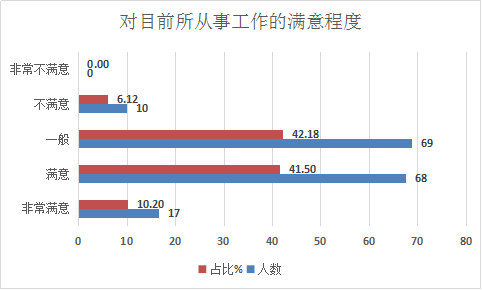 对目前所从事工作的满意程度
非常不满意
0.00
0
不满意
6.12
10
一般
42.18
69
满意
41.50
68
非常满意
10.20
17
0 10 20 30 40 50 60 70 80
占比% 人数